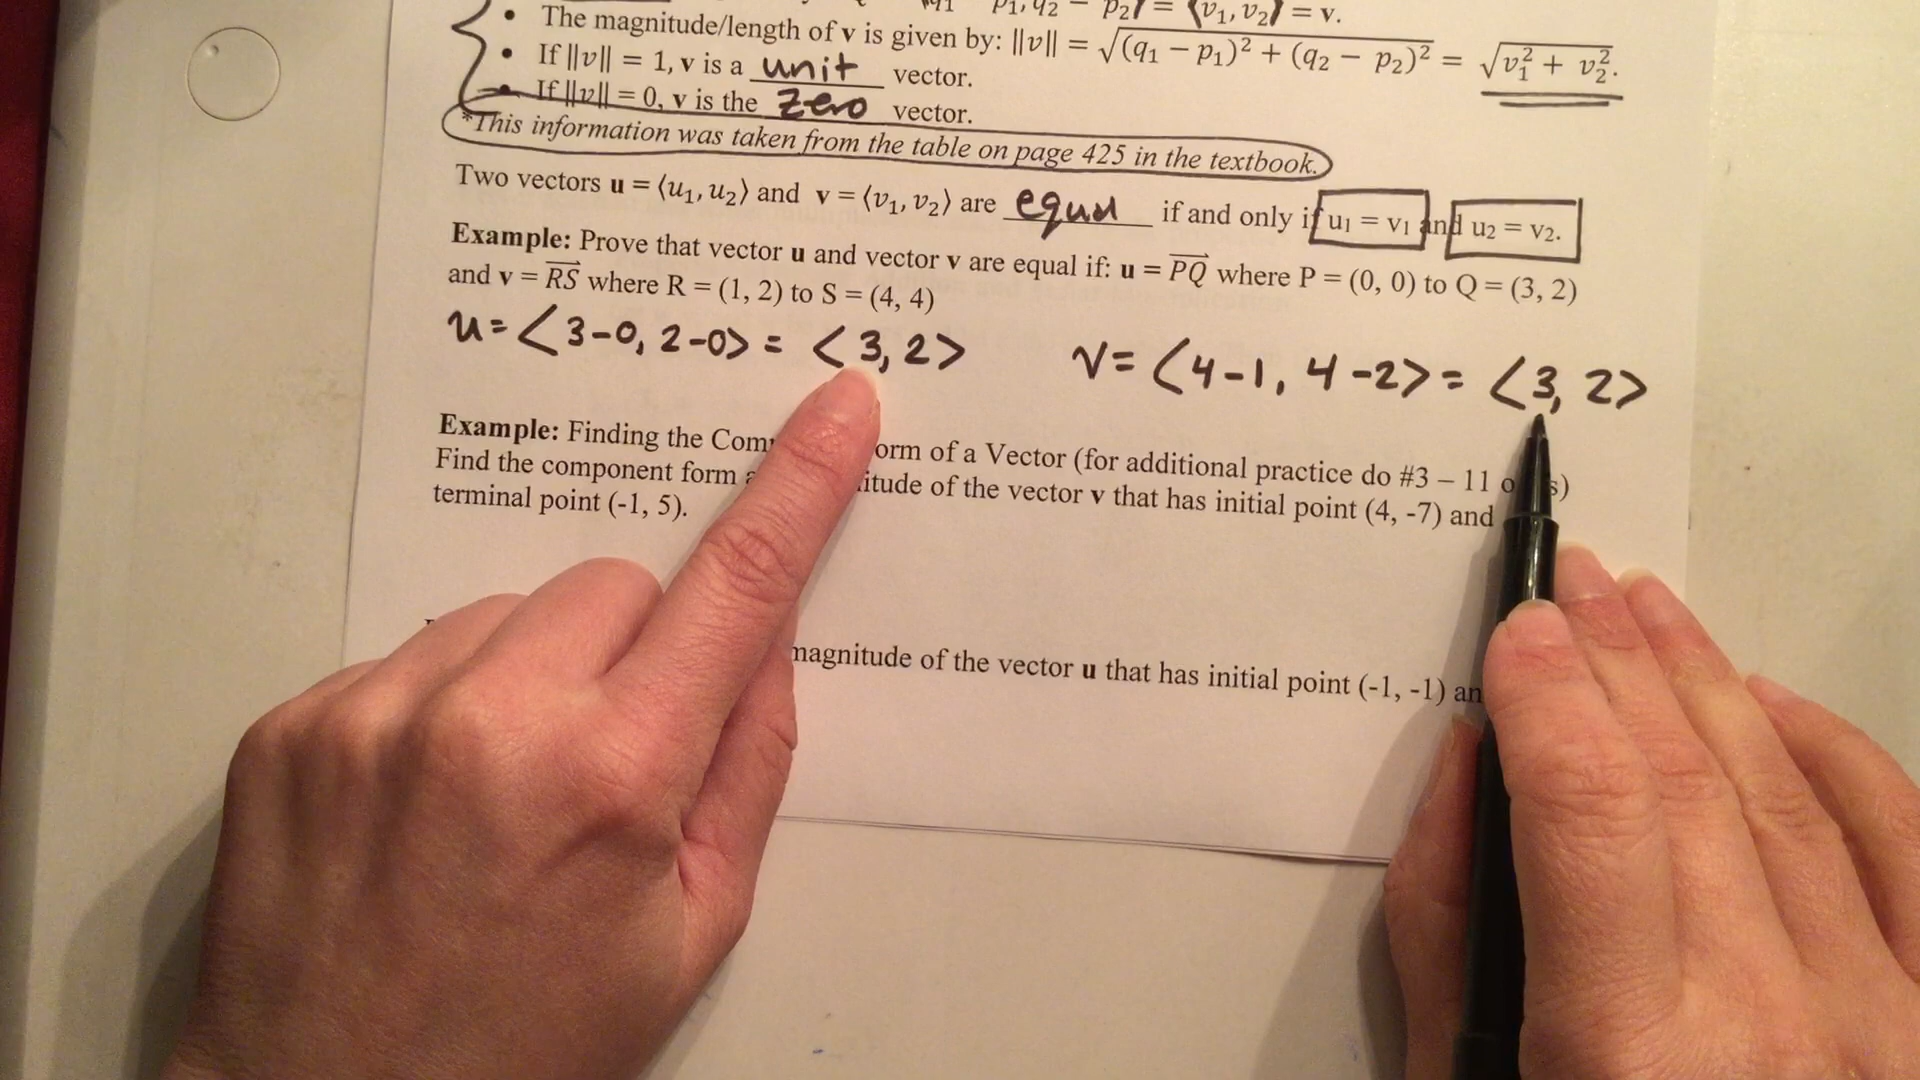 p₁, q₂ − p₂⟩ = ⟨v₁, v₂⟩ = v.
• The magnitude/length of v is given by: ‖v‖ = √(q₁ − p₁)² + (q₂ − p₂)² = √v₁² + v₂².
• If ‖v‖ = 1, v is a unit vector.
• If ‖v‖ = 0, v is the zero vector.
*This information was taken from the table on page 425 in the textbook.
Two vectors u = ⟨u₁, u₂⟩ and v = ⟨v₁, v₂⟩ are equal if and only if u₁ = v₁ and u₂ = v₂.
Example: Prove that vector u and vector v are equal if: u = PQ⃗ where P = (0, 0) to Q = (3, 2)
and v = RS⃗ where R = (1, 2) to S = (4, 4)
u = ⟨3-0, 2-0⟩ = ⟨3, 2⟩ v = ⟨4-1, 4-2⟩ = ⟨3, 2⟩
Example: Finding the Com orm of a Vector (for additional practice do #3 – 11 o s)
Find the component form a itude of the vector v that has initial point (4, -7) and
terminal point (-1, 5).
magnitude of the vector u that has initial point (-1, -1) an